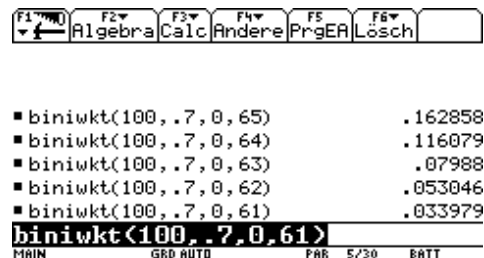 F1 F2 Algebra F3 Calc F4 Andere F5 PrgEA F6 Lösch
biniwkt(100,.7,0,65) .162858
biniwkt(100,.7,0,64) .116079
biniwkt(100,.7,0,63) .07988
biniwkt(100,.7,0,62) .053046
biniwkt(100,.7,0,61) .033979
biniwkt(100,.7,0,61)
MAIN GRD AUTO PAR 5/30 BATT